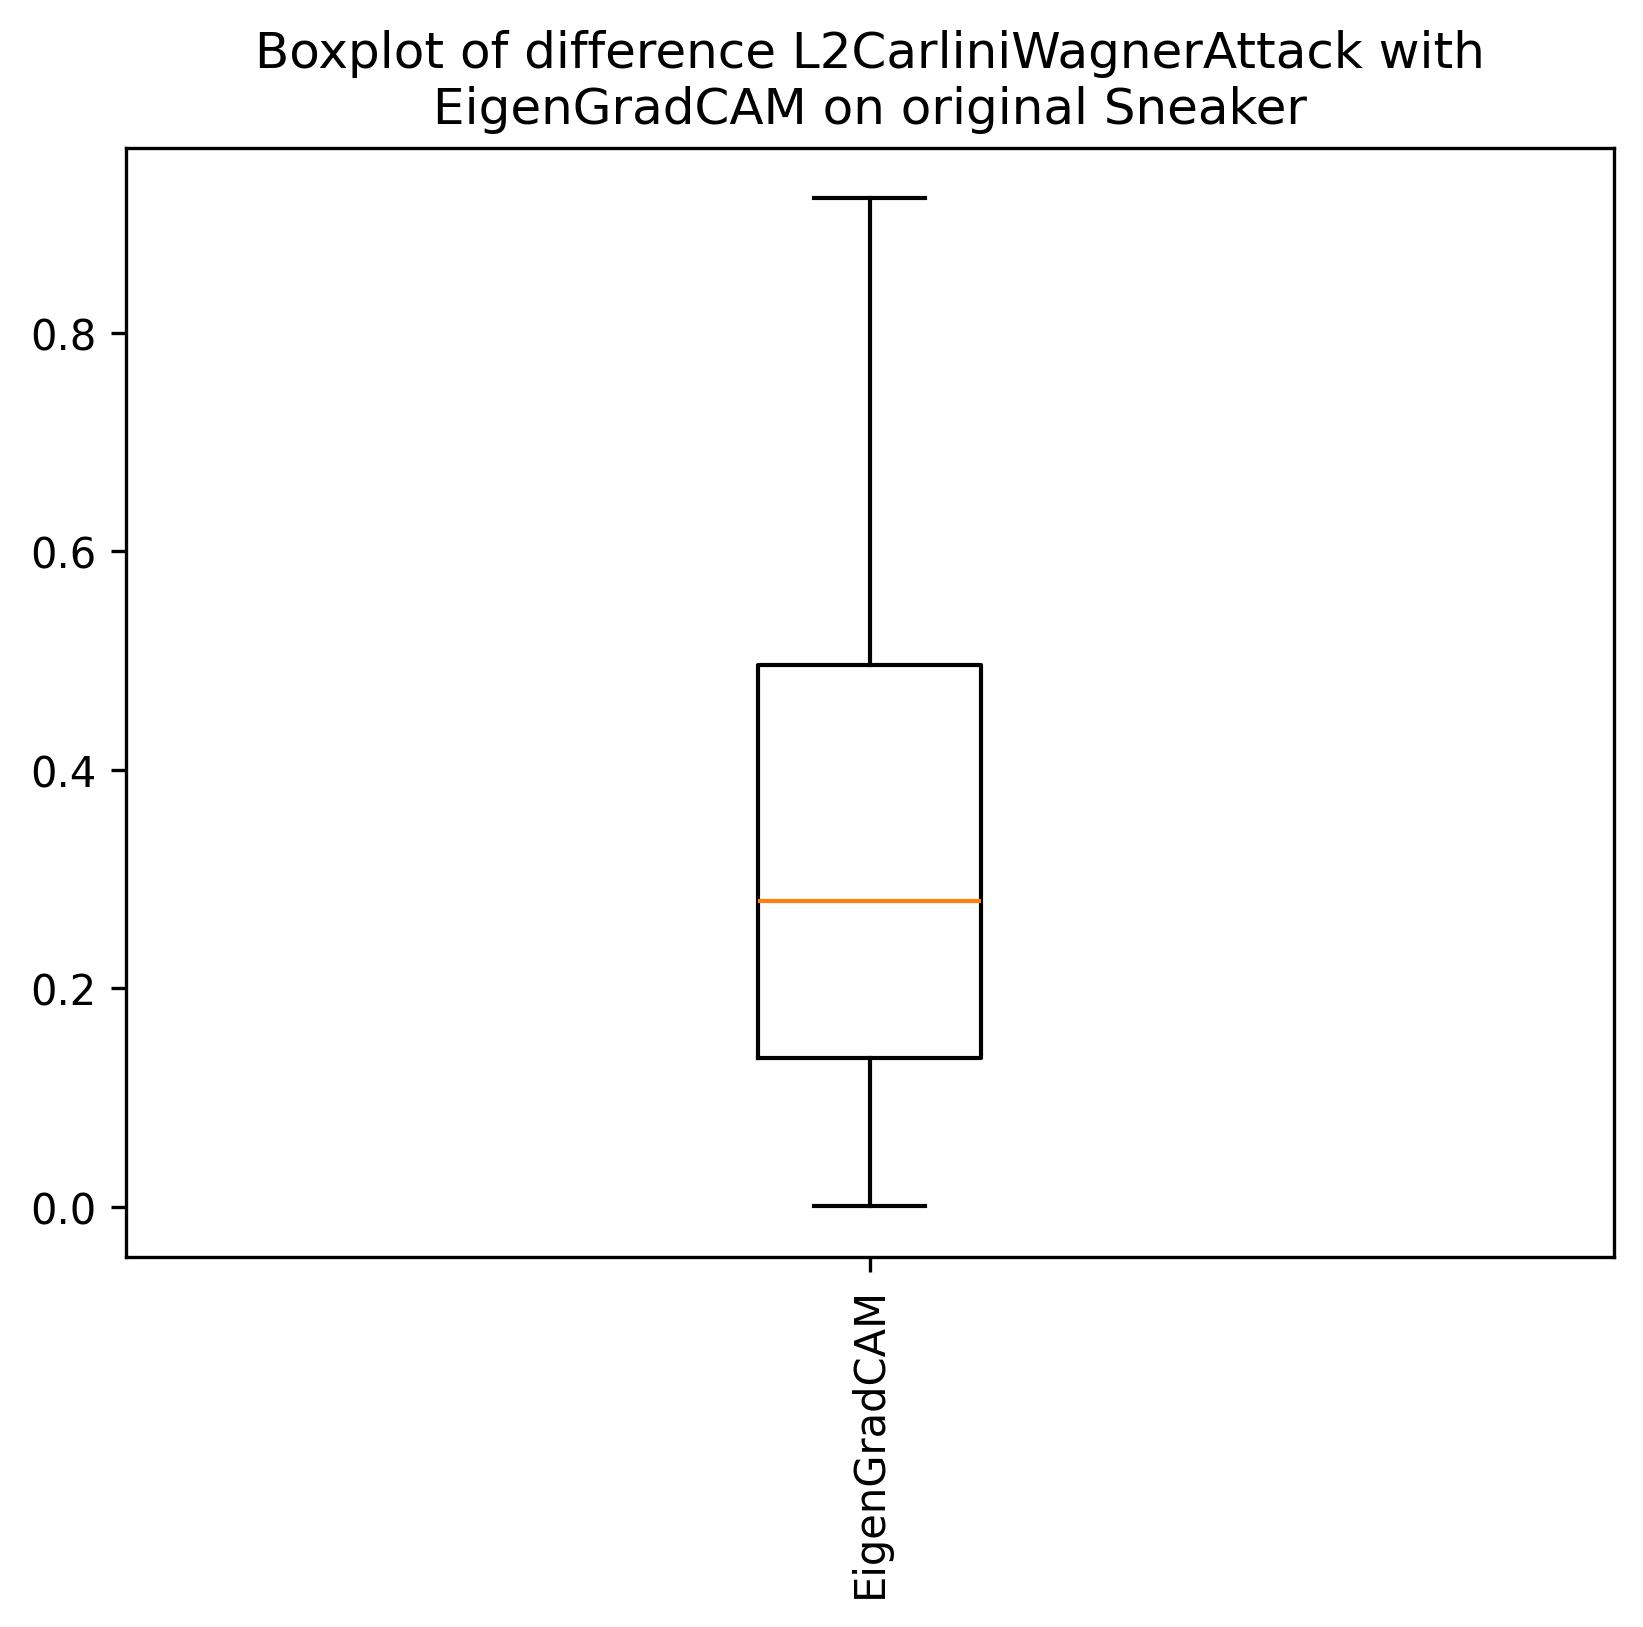 Boxplot of difference L2CarliniWagnerAttack with
EigenGradCAM on original Sneaker
0.8
0.6
0.4
0.2
0.0
EigenGradCAM